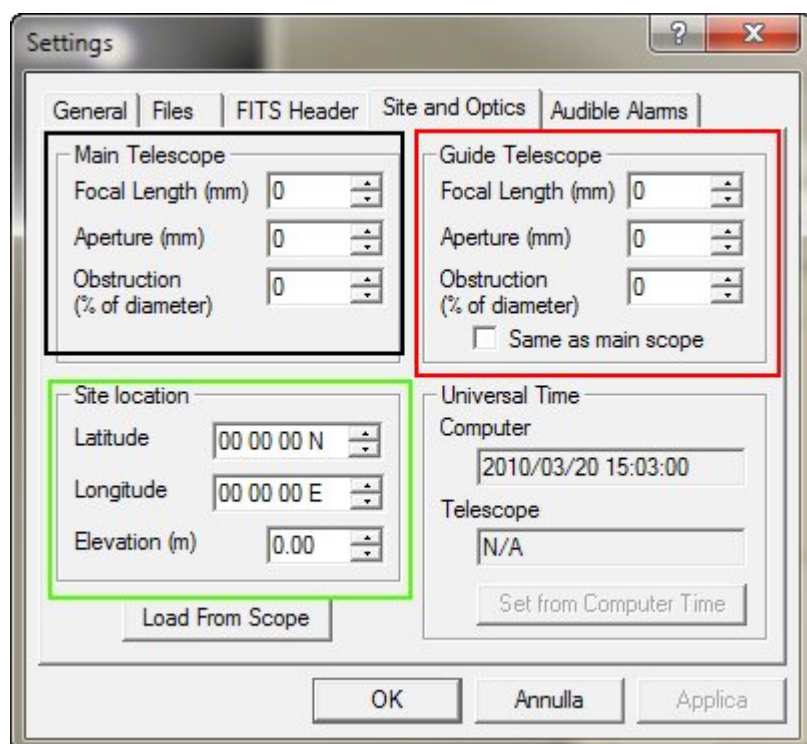 Settings
?
X
General
Files
FITS Header
Site and Optics
Audible Alarms
Main Telescope
Focal Length (mm) 0
Aperture (mm) 0
Obstruction
(% of diameter) 0
Guide Telescope
Focal Length (mm) 0
Aperture (mm) 0
Obstruction
(% of diameter) 0
Same as main scope
Site location
Latitude 00 00 00 N
Longitude 00 00 00 E
Elevation (m) 0.00
Load From Scope
Universal Time
Computer
2010/03/20 15:03:00
Telescope
N/A
Set from Computer Time
OK
Annulla
Applica